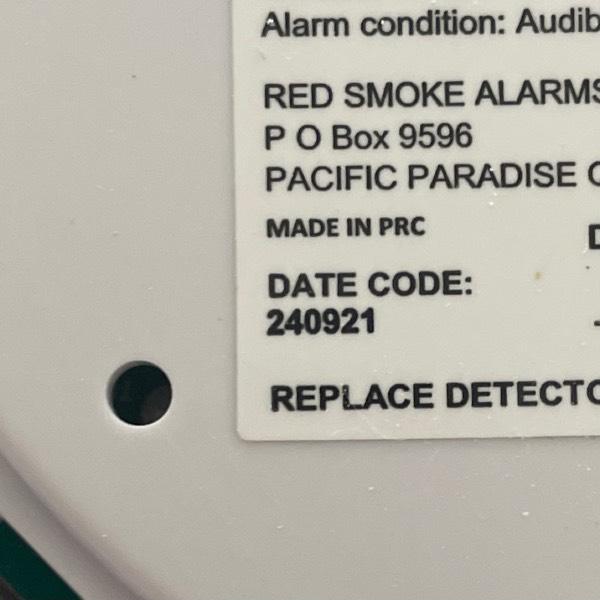 Alarm condition: Audib
RED SMOKE ALARMS
P O Box 9596
PACIFIC PARADISE
MADE IN PRC
DATE CODE:
240921
REPLACE DETECTO